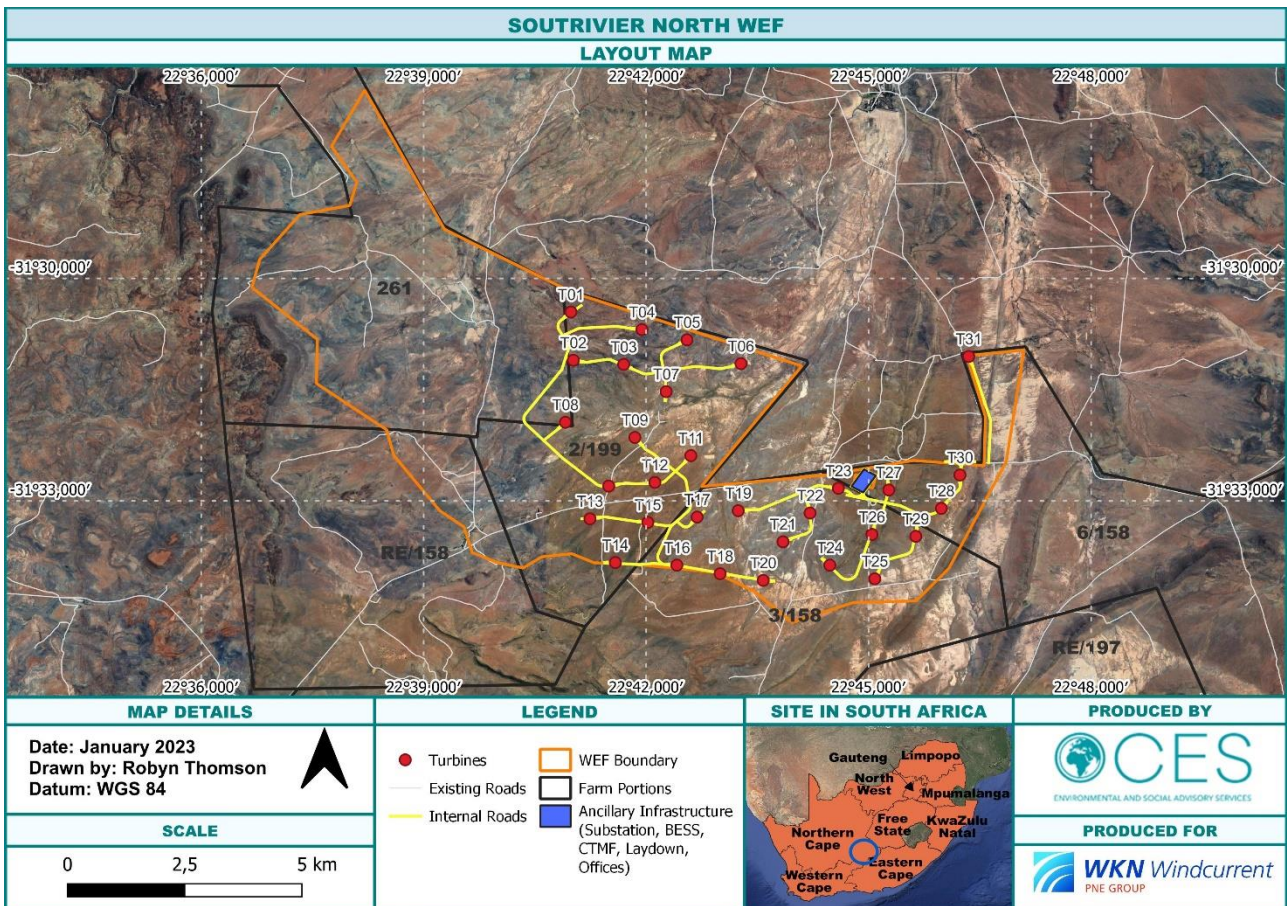 SOUTRIVIER NORTH WEF
LAYOUT MAP
22°36,000' 22°39,000' 22°42,000' 22°45,000' 22°48,000'
-31°30,000' -31°30,000'
261
T01
T04
T05
T31
T02 T03 T06
T07
T08
T09
2/199 T11
T12 T23 T27 T30
-31°33,000' -31°33,000'
T13 T15 T17 T19 T22 T28
T21 T26 T29
6/158
RE/158
T14 T16 T18 T20 T24 T25
3/158
RE/197
22°36,000' 22°39,000' 22°42,000' 22°45,000' 22°48,000'
MAP DETAILS
Date: January 2023
Drawn by: Robyn Thomson
Datum: WGS 84
SCALE
0 2,5 5 km
LEGEND
Turbines
Existing Roads
Internal Roads
WEF Boundary
Farm Portions
Ancillary Infrastructure
(Substation, BESS,
CTMF, Laydown,
Offices)
SITE IN SOUTH AFRICA
Gauteng
Limpopo
North
West
Mpumalanga
Free
State
KwaZulu
Natal
Northern
Cape
Eastern
Cape
Western
Cape
PRODUCED BY
CES
ENVIRONMENTAL AND SOCIAL ADVISORY SERVICES
PRODUCED FOR
WKN Windcurrent
PNE GROUP